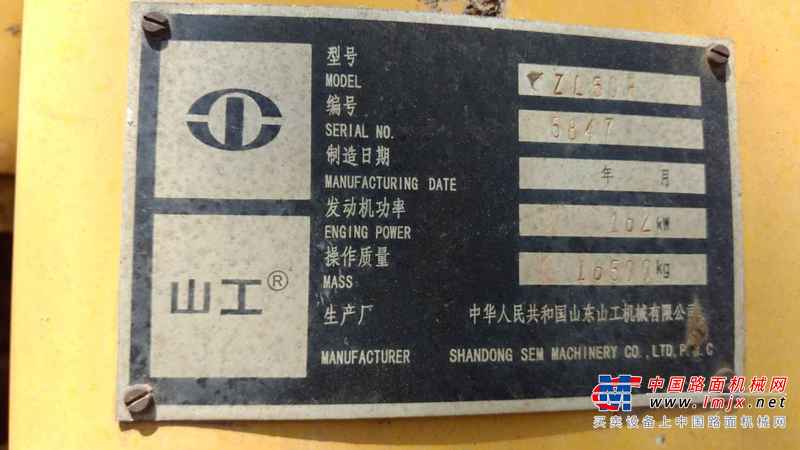 型号
MODEL
ZL50H
编号
SERIAL NO. 5847
制造日期
MANUFACTURING DATE 年 月
发动机功率
ENGING POWER 162 kW
操作质量
MASS kg
山工®
生产厂 中华人民共和国山东山工机械有限公司
MANUFACTURER SHANDONG SEM MACHINERY CO.,LTD,P.R.C
中国路面机械网
www.lmjx.net
买卖设备上中国路面机械网